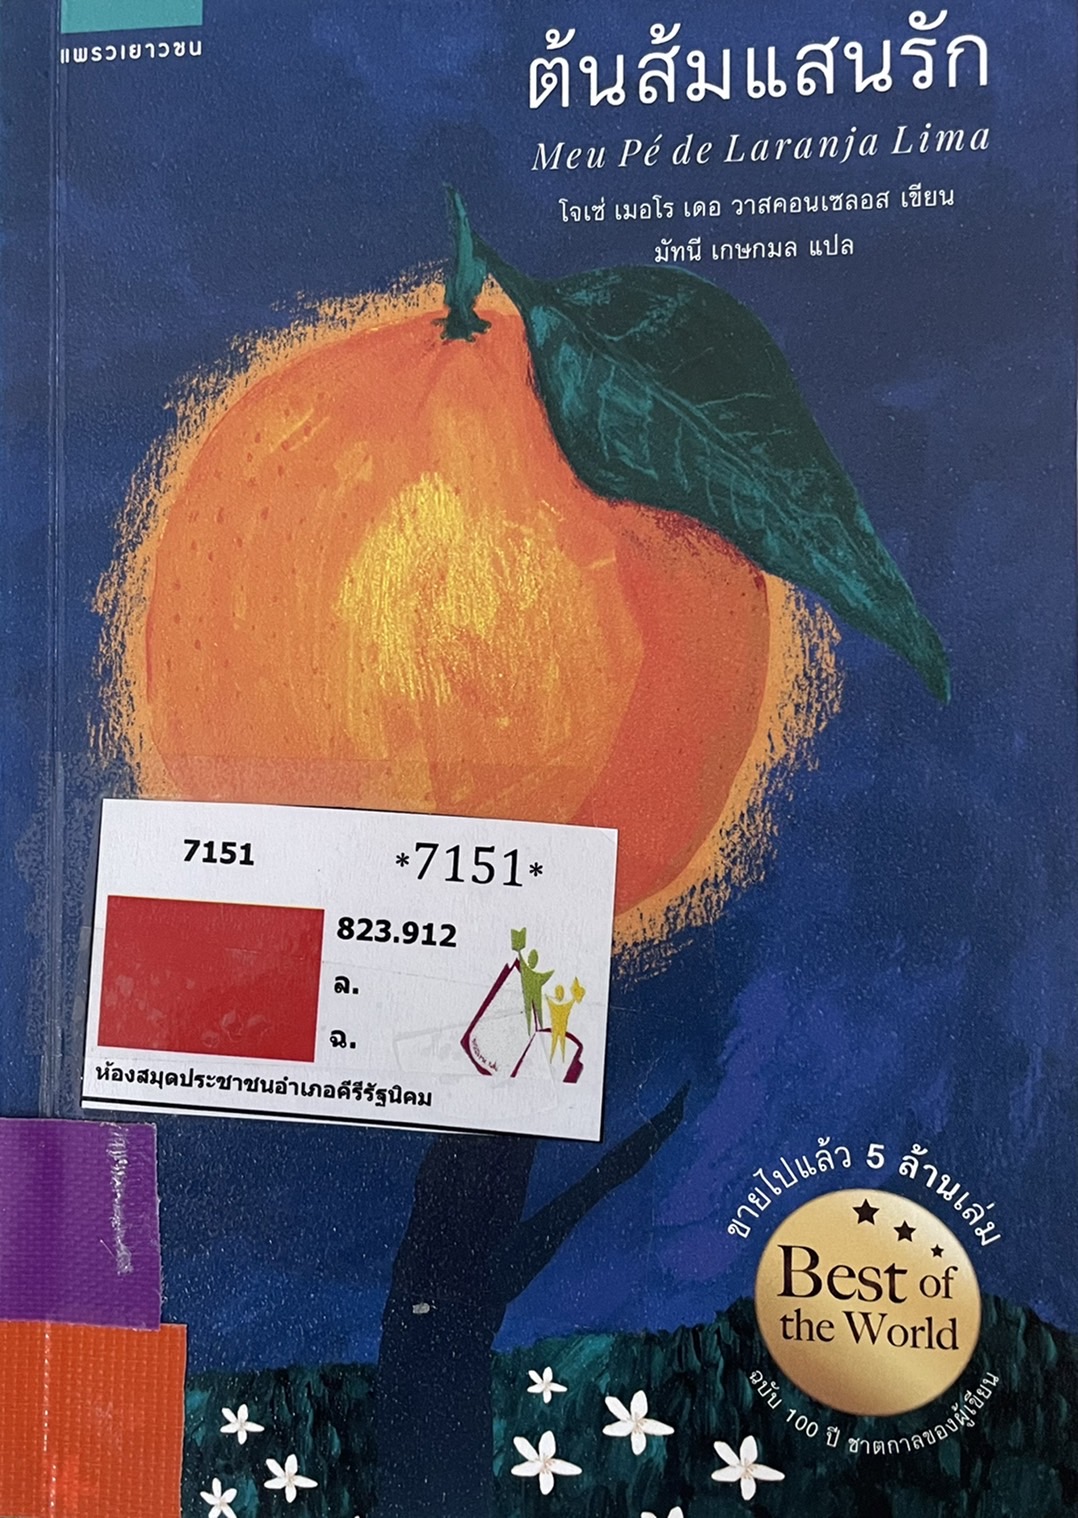 แพรวเยาวชน
ต้นส้มแสนรัก
Meu Pé de Laranja Lima
โจเซ่ เมอโร เดอ วาสคอนเซลอส เขียน
มัทนี เกษกมล แปล
7151
*7151*
823.912
ล.
ฉ.
ห้องสมุดประชาชนอำเภอคีรีรัฐนิคม
ขายไปแล้ว 5 ล้านเล่ม
Best of
the World
ฉบับ 100 ปี ชาตกาลของผู้เขียน